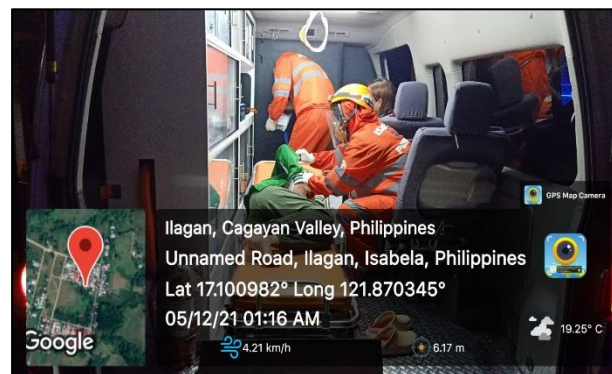 GPS Map Camera
Ilagan, Cagayan Valley, Philippines
Unnamed Road, Ilagan, Isabela, Philippines
Lat 17.100982° Long 121.870345°
05/12/21 01:16 AM
Google
4.21 km/h
6.17 m
19.25° C